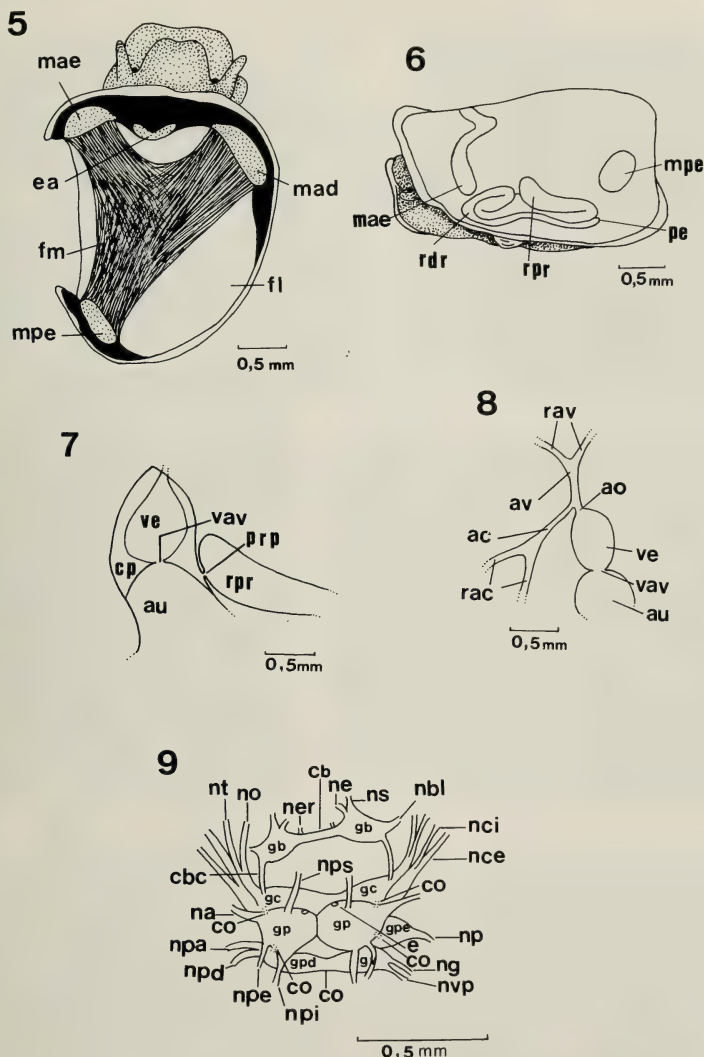 5
mae
ea
fm
mpe
mad
fl
0,5 mm
6
mae
rdr
rpr
mpe
pe
0,5mm
7
ve
vav
prp
cp
rpr
au
0,5mm
8
rav
av
ao
ac
ve
vav
rac
au
0,5mm
9
nt
no
ner
cb
ne
ns
nbl
gb
gb
nci
nce
cbc
nps
co
gc
gc
na
co
gp
gp
gpe
np
e
npa
npd
gpd
co
ng
npe
co
co
nvp
npi
0,5 mm